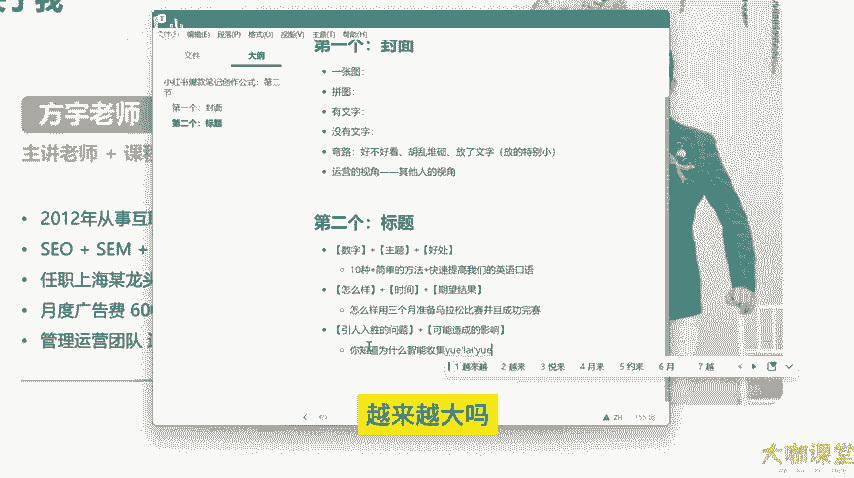 方宇老师
主讲老师 + 课程
2012年从事互联
SEO + SEM +
任职上海某龙头
月度广告费 600
管理运营团队
编辑(E) 段落(P) 格式(O) 视图(V) 主题(T) 帮助(H)
文件 大纲
小红书爆款笔记创作公式:第二节
第一个:封面
第二个:标题
第一个:封面
一张图:
拼图:
有文字:
没有文字:
弯路:好不好看、胡乱堆砌、放了文字(放的特别小)
运营的视角——其他人的视角
第二个:标题
【数字】+【主题】+【好处】
10种+简单的方法+快速提高我们的英语口语
【怎么样】+【时间】+【期望结果】
怎么样用三个月准备马拉松比赛并且成功完赛
【引人入胜的问题】+【可能造成的影响】
你知道为什么智能收集yue'lai'yue
1 越来越 2 越来 3 悦来 4 月来 5 约来 6 月 7 越
越来越大吗
大咖课堂